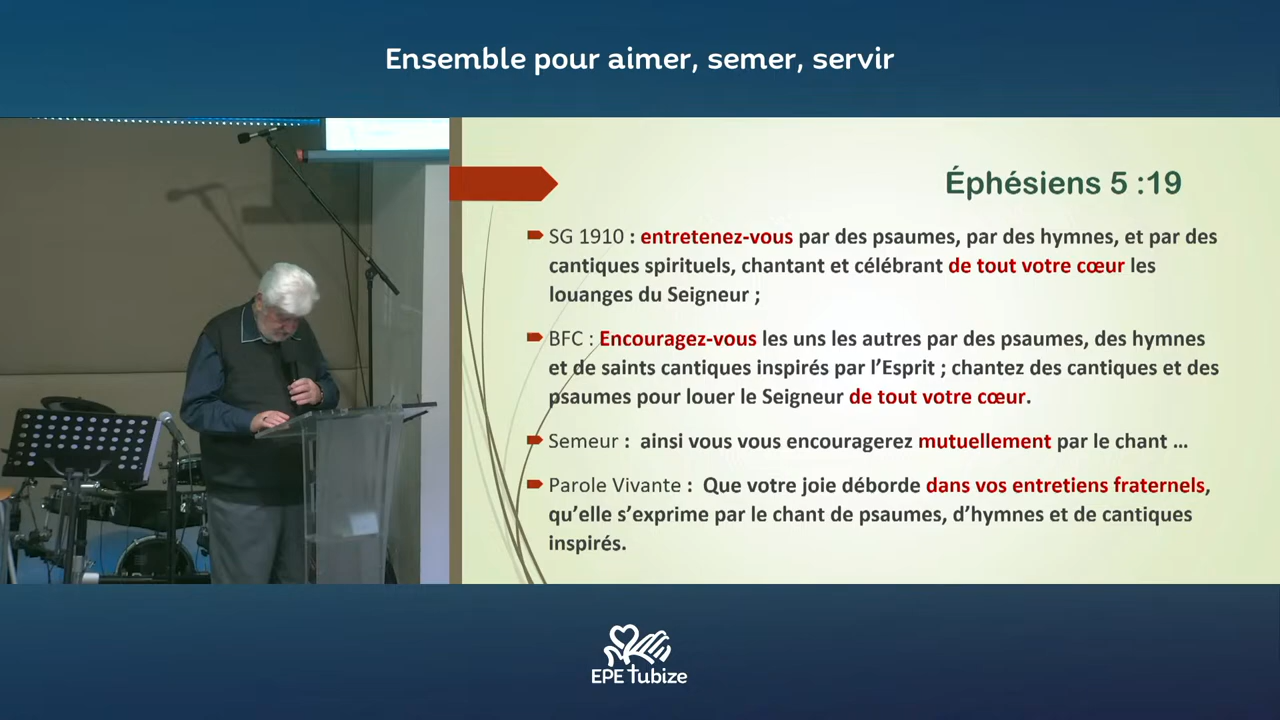 Ensemble pour aimer, semer, servir
Éphésiens 5 :19
SG 1910 : entretenez-vous par des psaumes, par des hymnes, et par des
cantiques spirituels, chantant et célébrant de tout votre cœur les
louanges du Seigneur ;
BFC : Encouragez-vous les uns les autres par des psaumes, des hymnes
et de saints cantiques inspirés par l’Esprit ; chantez des cantiques et des
psaumes pour louer le Seigneur de tout votre cœur.
Semeur : ainsi vous vous encouragerez mutuellement par le chant ...
Parole Vivante : Que votre joie déborde dans vos entretiens fraternels,
qu’elle s’exprime par le chant de psaumes, d’hymnes et de cantiques
inspirés.
EPE Tubize